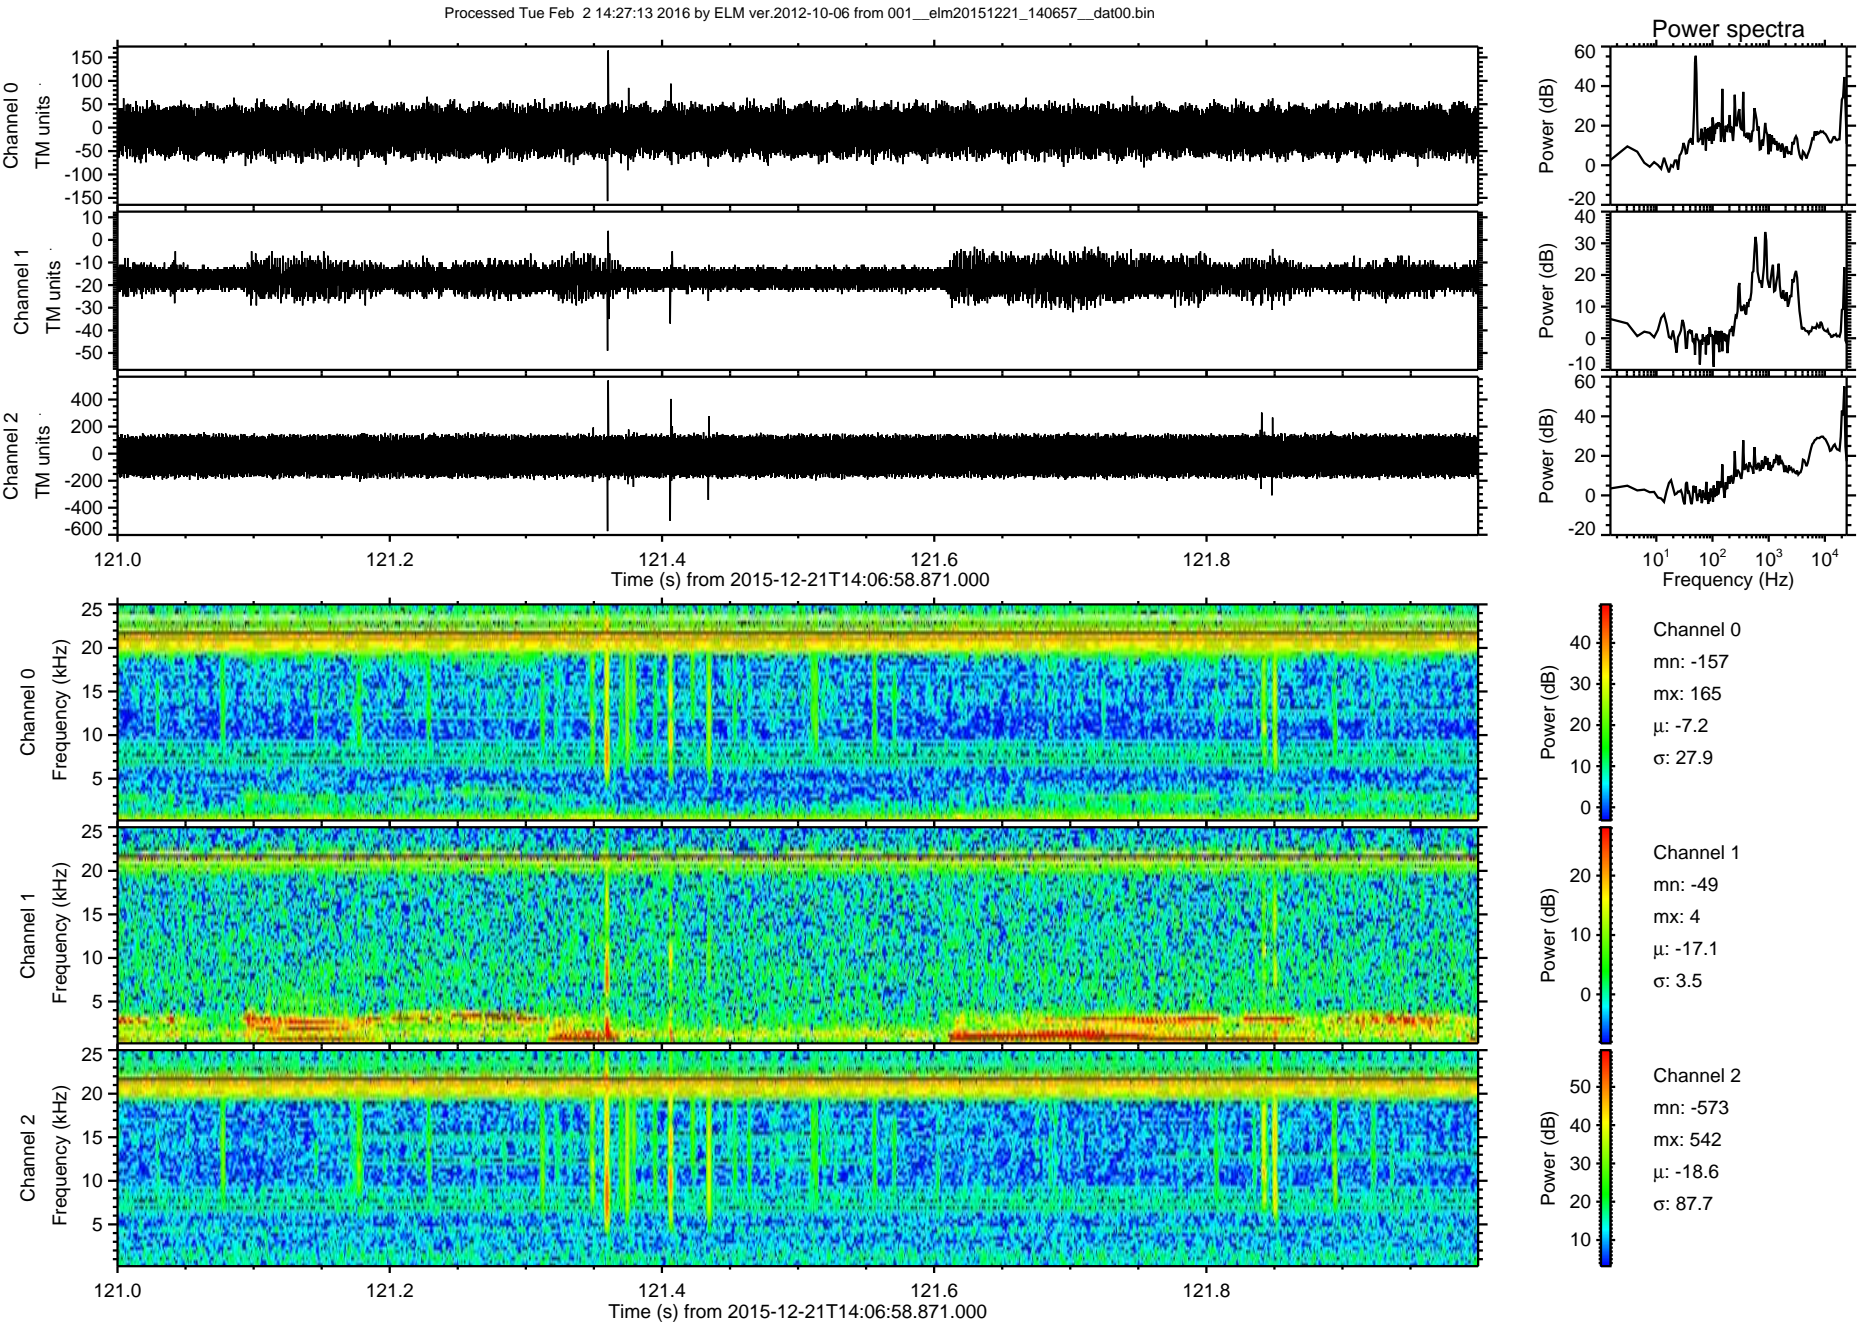 Processed Tue Feb  2 14:27:13 2016 by ELM ver.2012-10-06 from 001__elm20151221_140657__dat00.bin
Power spectra
Channel 0
TM units
150
100
50
0
-50
-100
-150
Power (dB)
60
40
20
0
-20
Channel 1
TM units
10
0
-10
-20
-30
-40
-50
Power (dB)
40
30
20
10
0
-10
Channel 2
TM units
400
200
0
-200
-400
-600
Power (dB)
60
40
20
0
-20
121.0 121.2 121.4 121.6 121.8
Time (s) from 2015-12-21T14:06:58.871.000
10¹ 10² 10³ 10⁴
Frequency (Hz)
Channel 0
Frequency (kHz)
25
20
15
10
5
Power (dB)
40
30
20
10
0
Channel 0
mn: -157
mx: 165
μ: -7.2
σ: 27.9
Channel 1
Frequency (kHz)
25
20
15
10
5
Power (dB)
20
10
0
Channel 1
mn: -49
mx: 4
μ: -17.1
σ: 3.5
Channel 2
Frequency (kHz)
25
20
15
10
5
Power (dB)
50
40
30
20
10
Channel 2
mn: -573
mx: 542
μ: -18.6
σ: 87.7
121.0 121.2 121.4 121.6 121.8
Time (s) from 2015-12-21T14:06:58.871.000